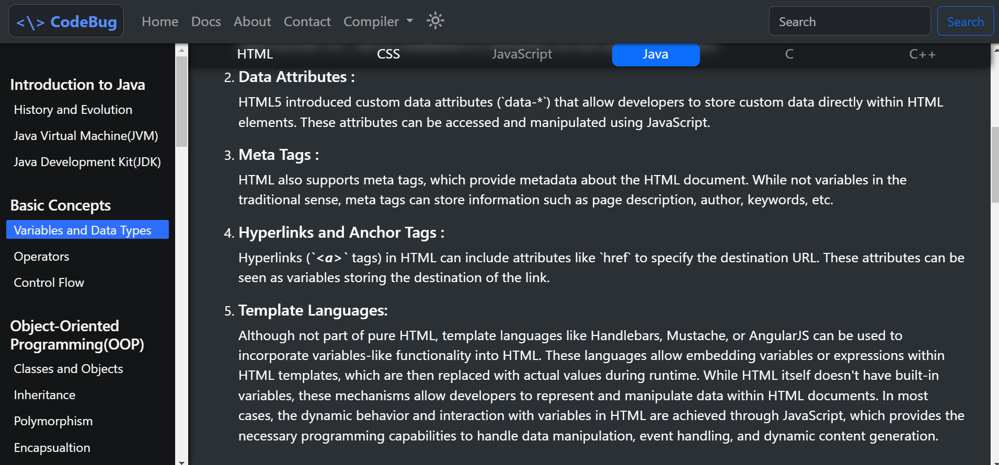 <\> CodeBug Home Docs About Contact Compiler Search Search
HTML CSS JavaScript Java C C++
Introduction to Java
History and Evolution
Java Virtual Machine(JVM)
Java Development Kit(JDK)
Basic Concepts
Variables and Data Types
Operators
Control Flow
Object-Oriented
Programming(OOP)
Classes and Objects
Inheritance
Polymorphism
Encapsualtion
2. Data Attributes :
HTML5 introduced custom data attributes (`data-*`) that allow developers to store custom data directly within HTML
elements. These attributes can be accessed and manipulated using JavaScript.
3. Meta Tags :
HTML also supports meta tags, which provide metadata about the HTML document. While not variables in the
traditional sense, meta tags can store information such as page description, author, keywords, etc.
4. Hyperlinks and Anchor Tags :
Hyperlinks (`<a>` tags) in HTML can include attributes like `href` to specify the destination URL. These attributes can be
seen as variables storing the destination of the link.
5. Template Languages:
Although not part of pure HTML, template languages like Handlebars, Mustache, or AngularJS can be used to
incorporate variables-like functionality into HTML. These languages allow embedding variables or expressions within
HTML templates, which are then replaced with actual values during runtime. While HTML itself doesn't have built-in
variables, these mechanisms allow developers to represent and manipulate data within HTML documents. In most
cases, the dynamic behavior and interaction with variables in HTML are achieved through JavaScript, which provides the
necessary programming capabilities to handle data manipulation, event handling, and dynamic content generation.